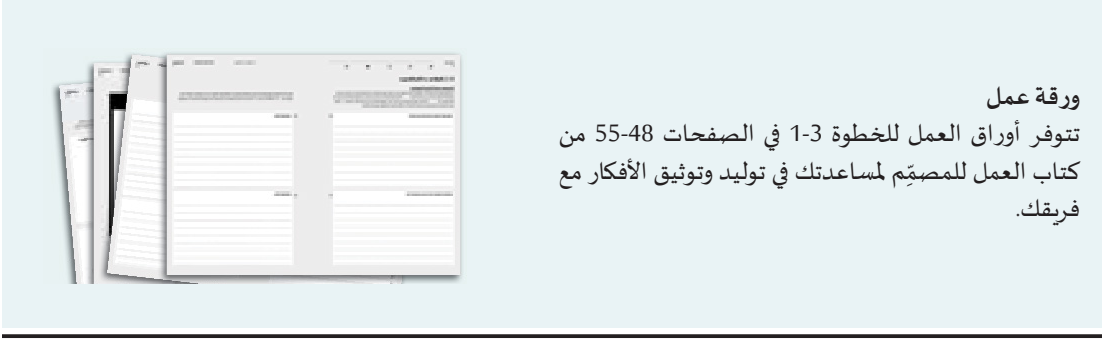 ورقة عمل
تتوفر أوراق العمل للخطوة 3-1 في الصفحات 48-55 من
كتاب العمل للمصمِّم لمساعدتك في توليد وتوثيق الأفكار مع
فريقك.